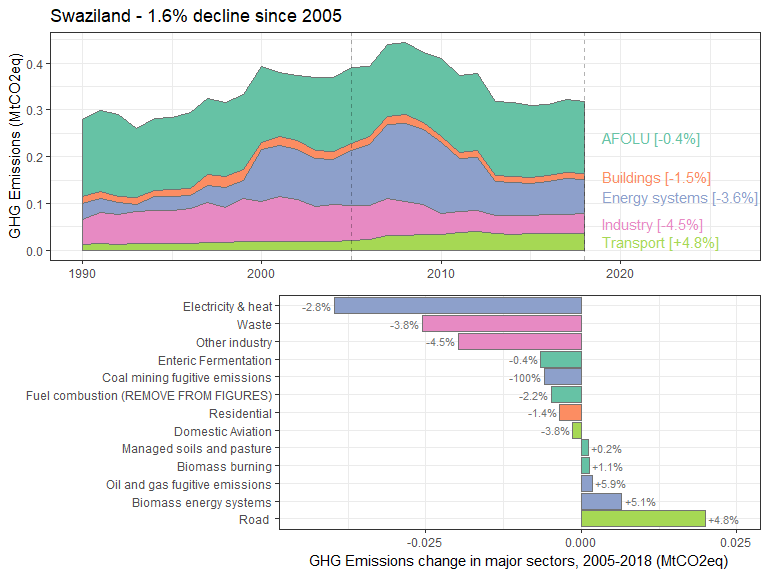 Swaziland - 1.6% decline since 2005
GHG Emissions (MtCO2eq)
0.4
0.3
0.2
0.1
0.0
AFOLU [-0.4%]
Buildings [-1.5%]
Energy systems [-3.6%]
Industry [-4.5%]
Transport [+4.8%]
1990
2000
2010
2020
Electricity & heat
-2.8%
Waste
-3.8%
Other industry
-4.5%
Enteric Fermentation
-0.4%
Coal mining fugitive emissions
-100%
Fuel combustion (REMOVE FROM FIGURES)
-2.2%
Residential
-1.4%
Domestic Aviation
-3.8%
Managed soils and pasture
+0.2%
Biomass burning
+1.1%
Oil and gas fugitive emissions
+5.9%
Biomass energy systems
+5.1%
Road
+4.8%
-0.025
0.000
0.025
GHG Emissions change in major sectors, 2005-2018 (MtCO2eq)